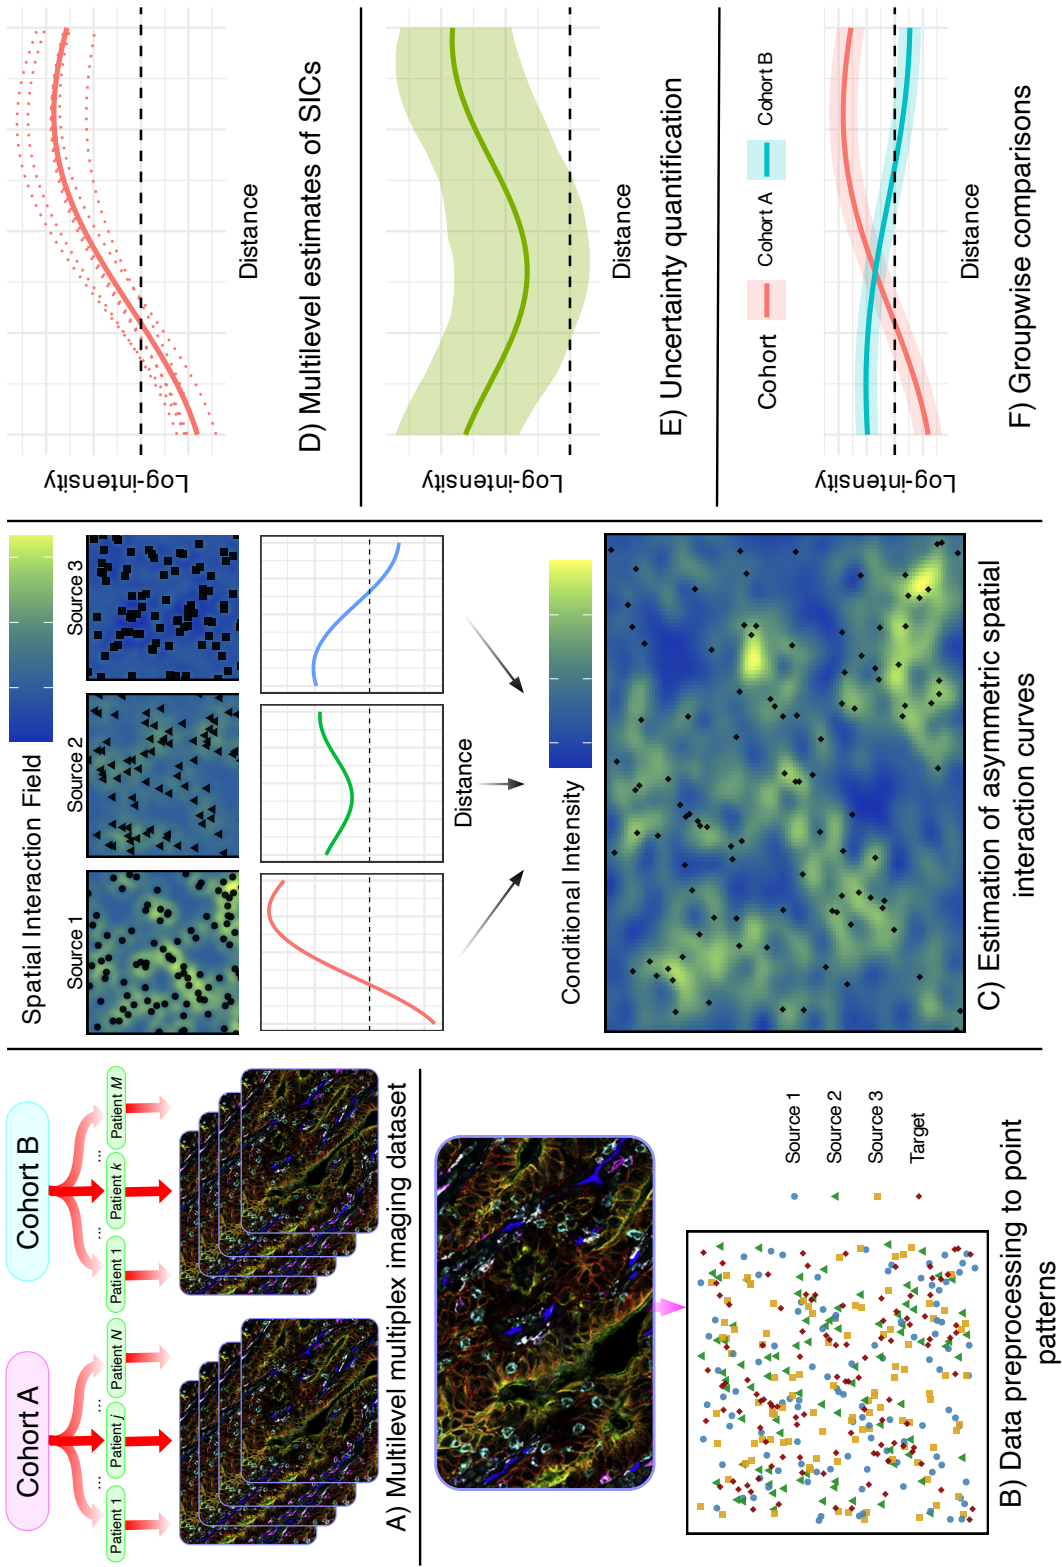 Cohort A
Cohort B
Patient 1
...
Patient j
...
Patient N
Patient 1
...
Patient k
...
Patient M
A) Multilevel multiplex imaging dataset
Source 1
Source 2
Source 3
Target
B) Data preprocessing to point
patterns
Spatial Interaction Field
Source 1
Source 2
Source 3
Distance
Conditional Intensity
C) Estimation of asymmetric spatial
interaction curves
Log-intensity
Distance
D) Multilevel estimates of SICs
Log-intensity
Distance
E) Uncertainty quantification
Cohort
Cohort A
Cohort B
Log-intensity
Distance
F) Groupwise comparisons